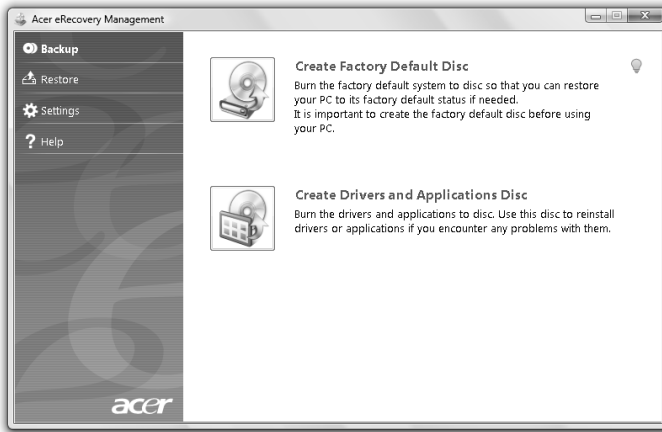 Acer eRecovery Management
Backup
Restore
Settings
? Help
Create Factory Default Disc
Burn the factory default system to disc so that you can restore
your PC to its factory default status if needed.
It is important to create the factory default disc before using
your PC.
Create Drivers and Applications Disc
Burn the drivers and applications to disc. Use this disc to reinstall
drivers or applications if you encounter any problems with them.
acer